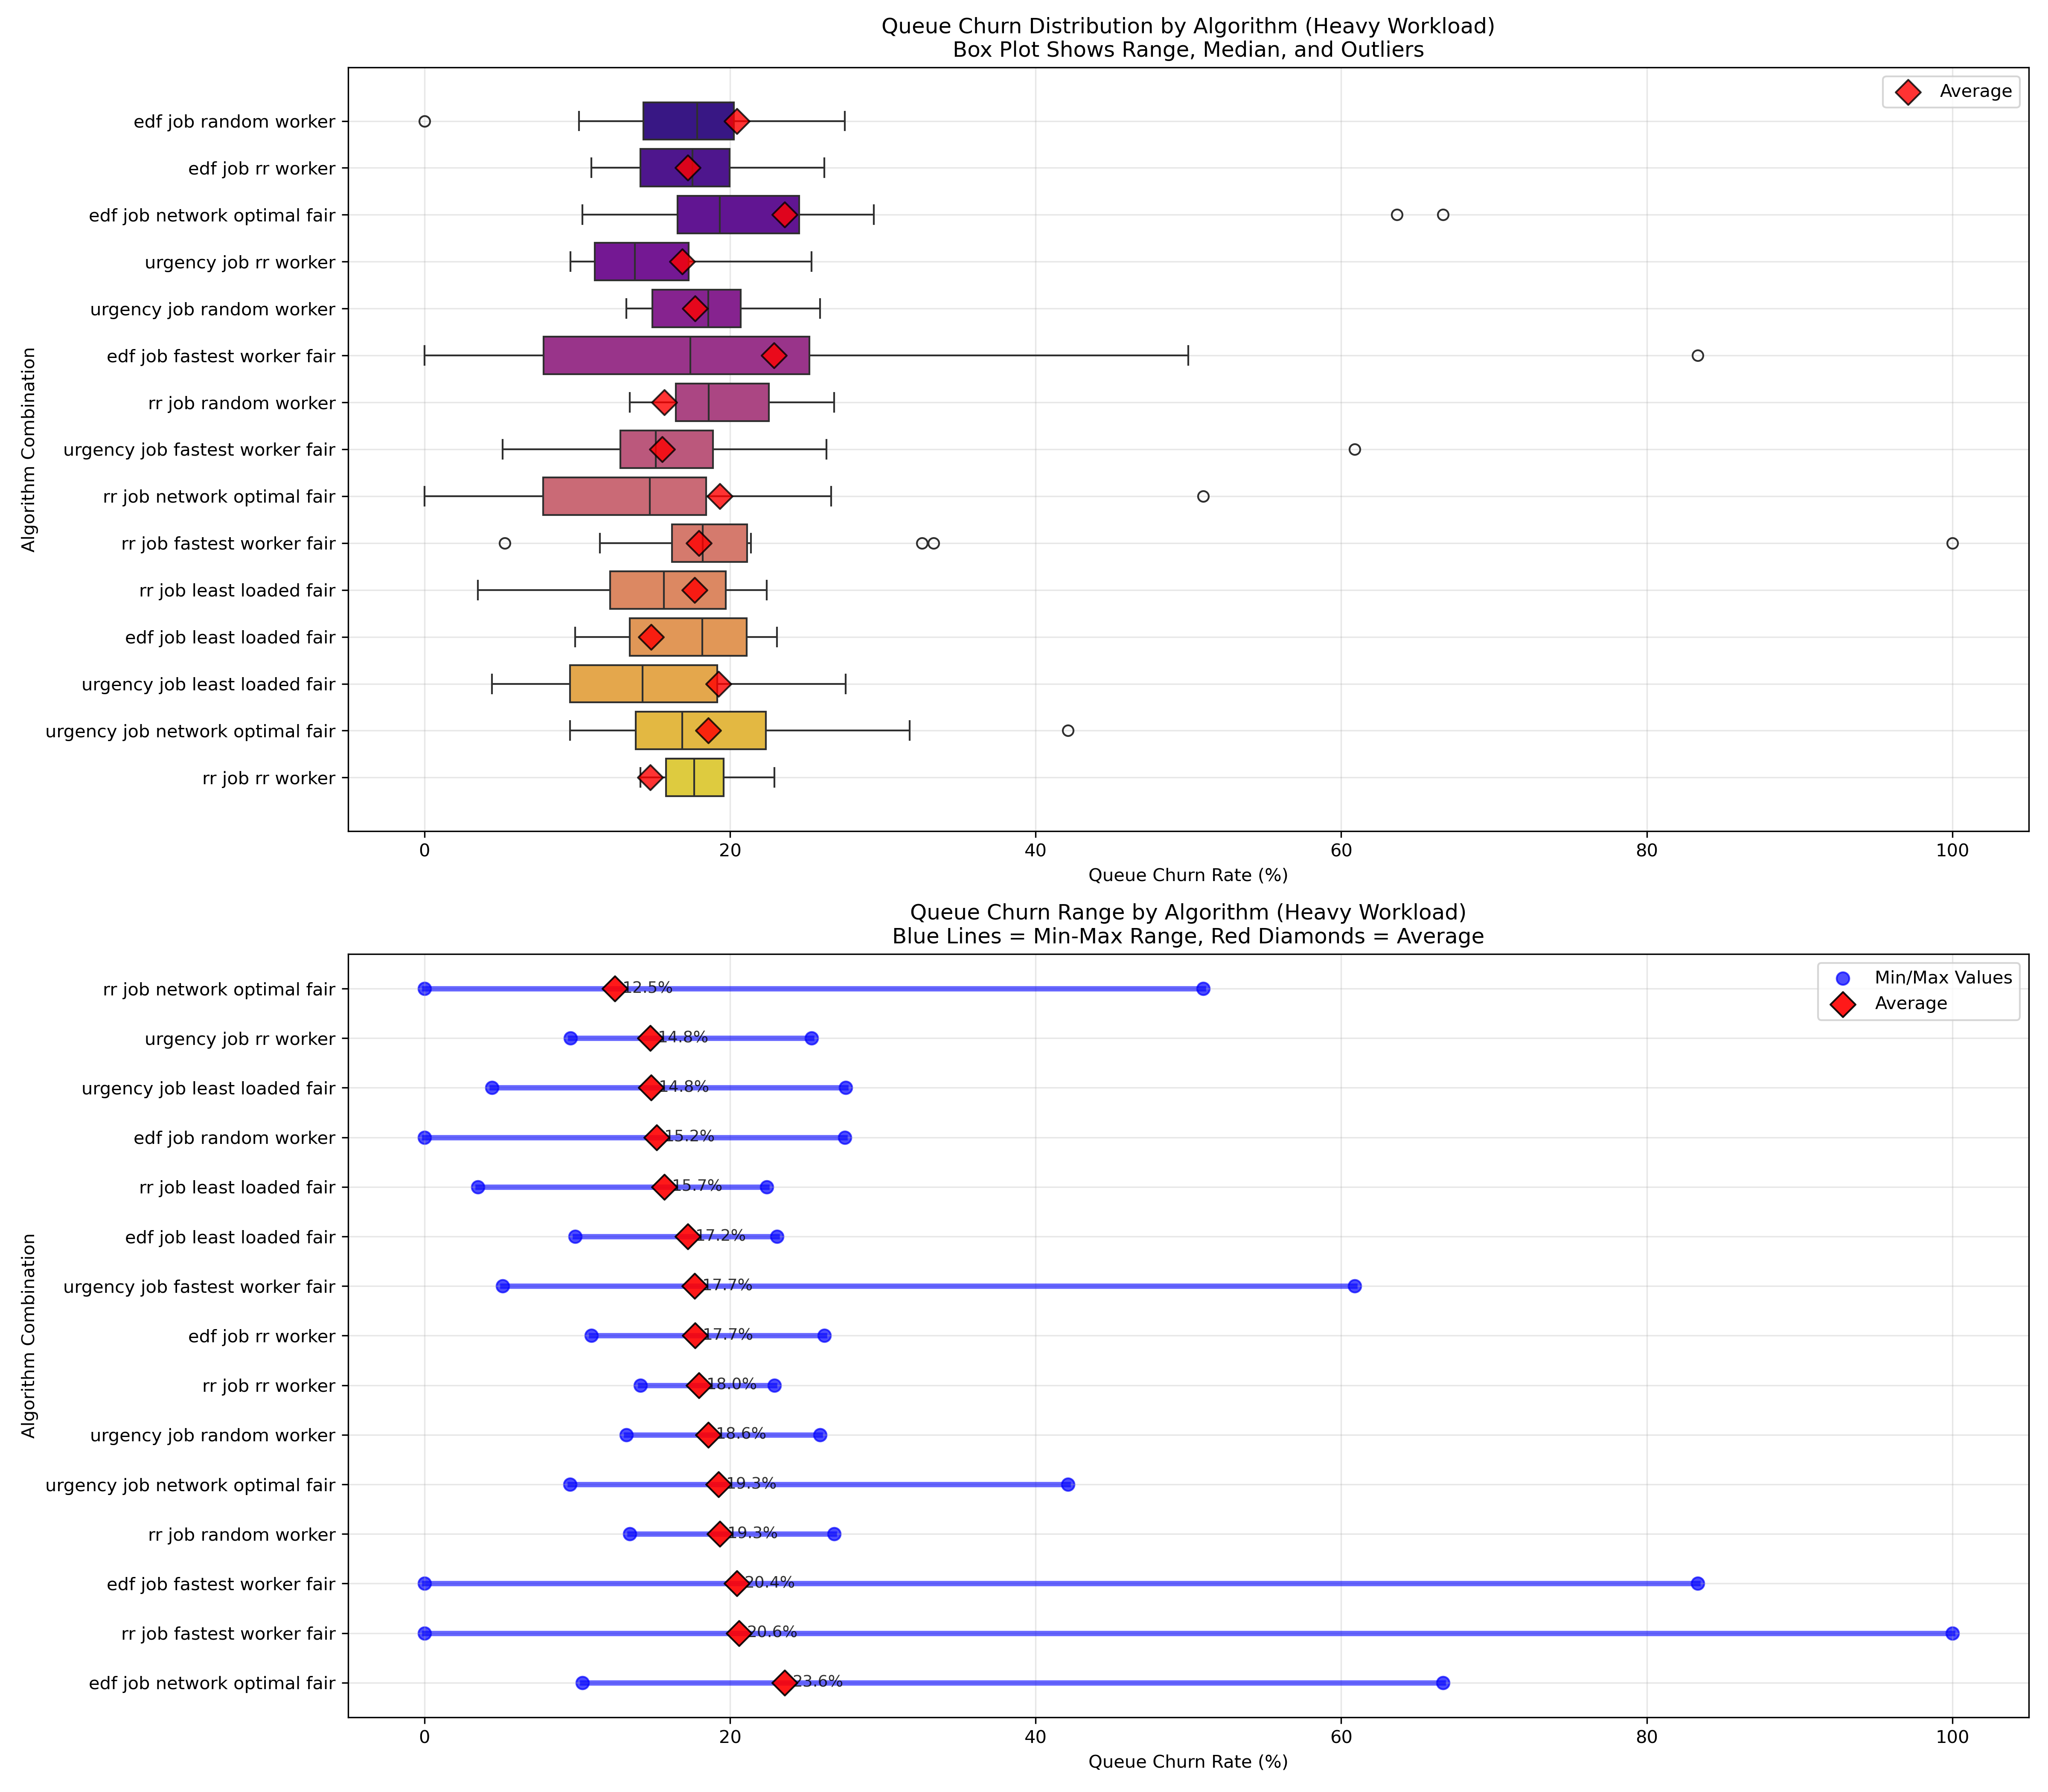 Queue Churn Distribution by Algorithm (Heavy Workload)
Box Plot Shows Range, Median, and Outliers
Average
Algorithm Combination
edf job random worker
edf job rr worker
edf job network optimal fair
urgency job rr worker
urgency job random worker
edf job fastest worker fair
rr job random worker
urgency job fastest worker fair
rr job network optimal fair
rr job fastest worker fair
rr job least loaded fair
edf job least loaded fair
urgency job least loaded fair
urgency job network optimal fair
rr job rr worker
0 20 40 60 80 100
Queue Churn Rate (%)
Queue Churn Range by Algorithm (Heavy Workload)
Blue Lines = Min-Max Range, Red Diamonds = Average
Min/Max Values
Average
Algorithm Combination
rr job network optimal fair 12.5%
urgency job rr worker 14.8%
urgency job least loaded fair 14.8%
edf job random worker 15.2%
rr job least loaded fair 15.7%
edf job least loaded fair 17.2%
urgency job fastest worker fair 17.7%
edf job rr worker 17.7%
rr job rr worker 18.0%
urgency job random worker 18.6%
urgency job network optimal fair 19.3%
rr job random worker 19.3%
edf job fastest worker fair 20.4%
rr job fastest worker fair 20.6%
edf job network optimal fair 23.6%
0 20 40 60 80 100
Queue Churn Rate (%)